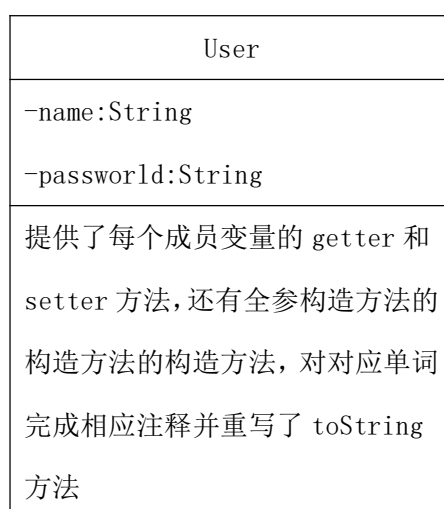 User
-name:String
-passworld:String
提供了每个成员变量的 getter 和
setter 方法,还有全参构造方法的
构造方法的构造方法，对对应单词
完成相应注释并重写了 toString
方法